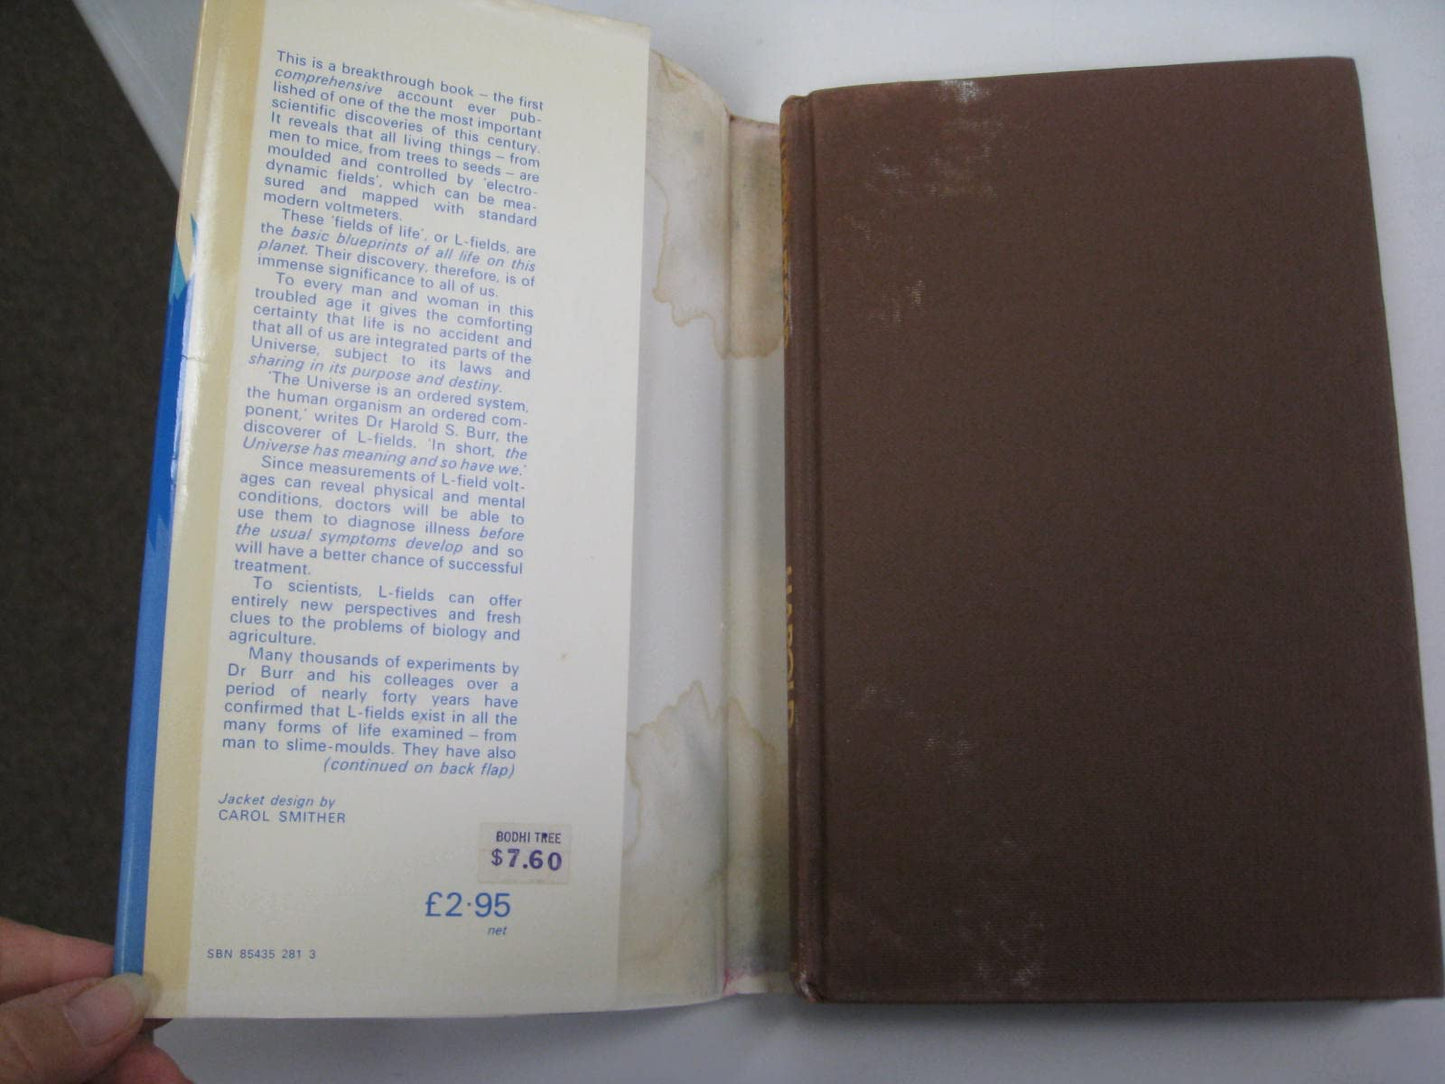 This is a breakthrough book – the first
comprehensive account ever pub-
lished of one of the the most important
scientific discoveries of this century.
It reveals that all living things – from
men to mice, from trees to seeds – are
moulded and controlled by 'electro-
dynamic fields', which can be mea-
sured and mapped with standard
modern voltmeters.
These 'fields of life', or L-fields, are
the basic blueprints of all life on this
planet. Their discovery, therefore, is of
immense significance to all of us.
To every man and woman in this
troubled age it gives the comforting
certainty that life is no accident and
that all of us are integrated parts of the
Universe, subject to its laws and
sharing in its purpose and destiny.
'The Universe is an ordered system,
the human organism an ordered com-
ponent,' writes Dr Harold S. Burr, the
discoverer of L-fields. 'In short, the
Universe has meaning and so have we.'
Since measurements of L-field volt-
ages can reveal physical and mental
conditions, doctors will be able to
use them to diagnose illness before
the usual symptoms develop and so
will have a better chance of successful
treatment.
To scientists, L-fields can offer
entirely new perspectives and fresh
clues to the problems of biology and
agriculture.
Many thousands of experiments by
Dr Burr and his colleages over a
period of nearly forty years have
confirmed that L-fields exist in all the
many forms of life examined – from
man to slime-moulds. They have also
(continued on back flap)
Jacket design by
CAROL SMITHER
BODHI TREE
$7.60
£2·95
net
SBN 85435 281 3